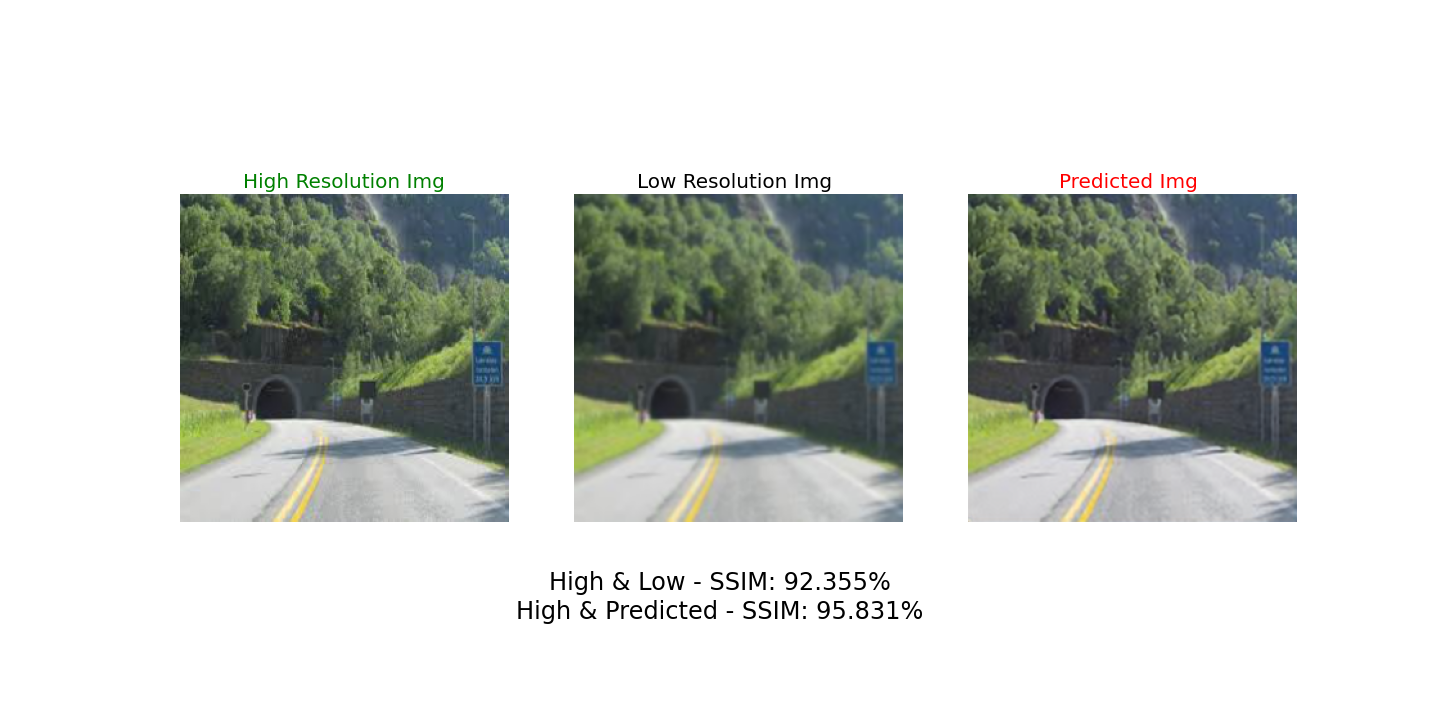 High Resolution Img
Low Resolution Img
Predicted Img
High & Low - SSIM: 92.355%
High & Predicted - SSIM: 95.831%